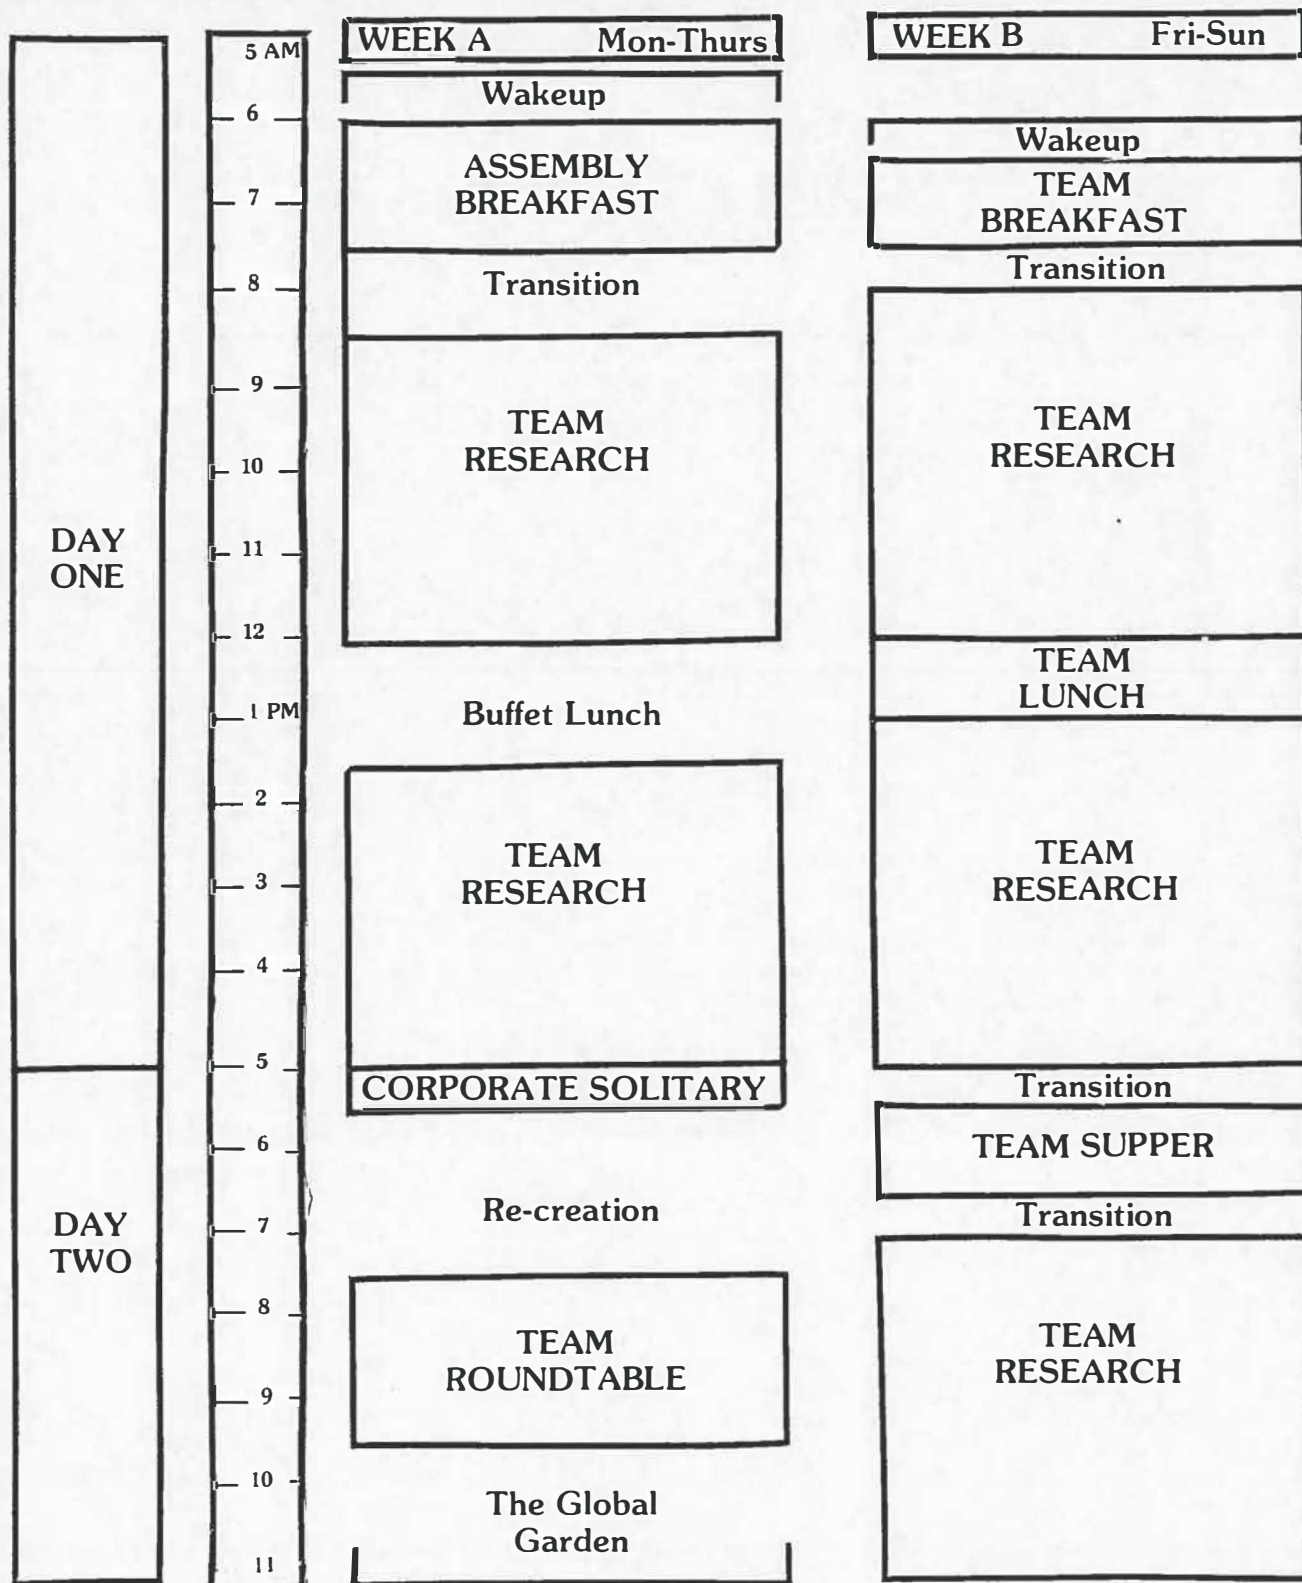 DAY
ONE
DAY
TWO
5 AM
6
7
8
9
10
11
12
1 PM
2
3
4
5
6
7
8
9
10
11
WEEK A Mon-Thurs
Wakeup
ASSEMBLY
BREAKFAST
Transition
TEAM
RESEARCH
Buffet Lunch
TEAM
RESEARCH
CORPORATE SOLITARY
Re-creation
TEAM
ROUNDTABLE
The Global
Garden
WEEK B Fri-Sun
Wakeup
TEAM
BREAKFAST
Transition
TEAM
RESEARCH
TEAM
LUNCH
TEAM
RESEARCH
Transition
TEAM SUPPER
Transition
TEAM
RESEARCH